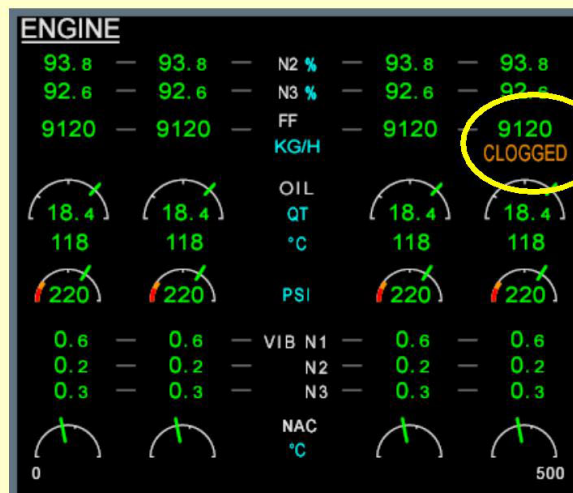 ENGINE
93.8 — 93.8 — N2 % — 93.8 — 93.8
92.6 — 92.6 — N3 % — 92.6 — 92.6
9120 — 9120 — FF — 9120 — 9120
KG/H CLOGGED
OIL
18.4 18.4 QT 18.4 18.4
118 118 °C 118 118
220 220 PSI 220 220
0.6 — 0.6 — VIB N1 — 0.6 — 0.6
0.2 — 0.2 — N2 — 0.2 — 0.2
0.3 — 0.3 — N3 — 0.3 — 0.3
NAC
°C
0 500